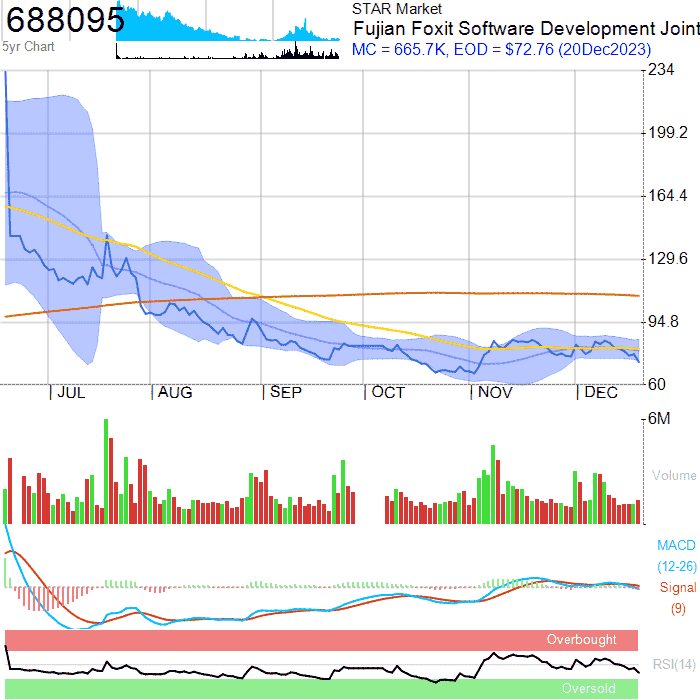 688095
5yr Chart
STAR Market
Fujian Foxit Software Development Joint
MC = 665.7K, EOD = $72.76 (20Dec2023)
234
199.2
164.4
129.6
94.8
60
JUL AUG SEP OCT NOV DEC
6M
Volume
MACD
(12-26)
Signal
(9)
Overbought
RSI(14)
Oversold